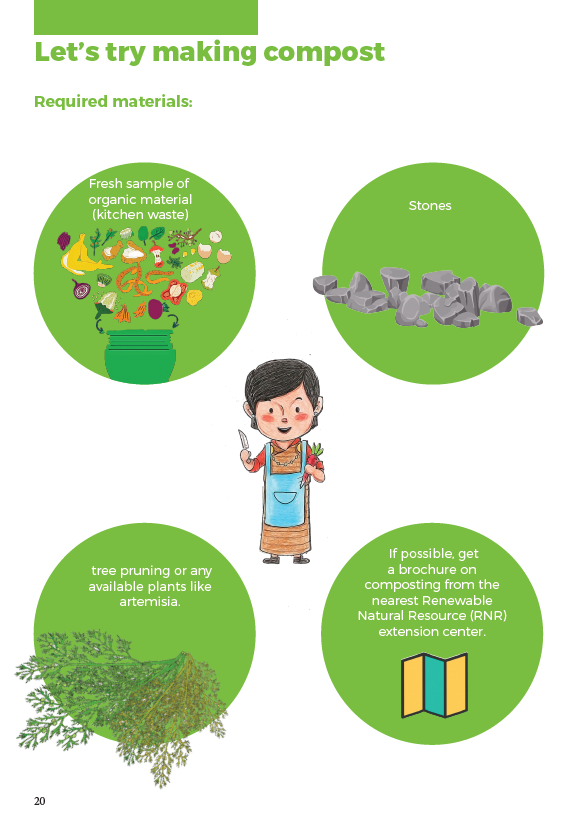 Let's try making compost
Required materials:
Fresh sample of
organic material
(kitchen waste)
Stones
tree pruning or any
available plants like
artemisia.
If possible, get
a brochure on
composting from the
nearest Renewable
Natural Resource (RNR)
extension center.
20